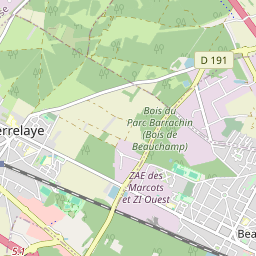 D 191
Bois du
Parc Barrachin
(Bois de
Beauchamp)
errelaye
ZAE des
Marcots
et ZI Ouest
Bea